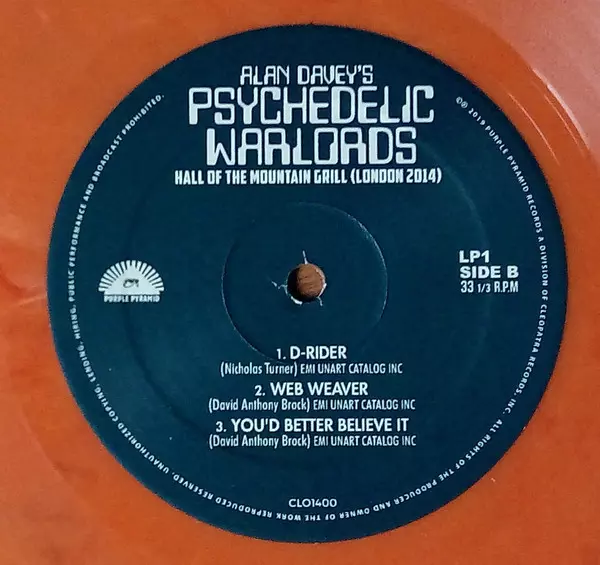 ALAN DAVEY'S
PSYCHEDELIC
WARLORDS
HALL OF THE MOUNTAIN GRILL (LONDON 2014)
LP1
SIDE B
33 1/3 R.P.M
PURPLE PYRAMID
1. D-RIDER
(Nicholas Turner) EMI UNART CATALOG INC
2. WEB WEAVER
(David Anthony Brock) EMI UNART CATALOG INC
3. YOU'D BETTER BELIEVE IT
(David Anthony Brock) EMI UNART CATALOG INC
CLO1400
©℗ 2019 PURPLE PYRAMID RECORDS A DIVISION OF CLEOPATRA RECORDS, INC. ALL RIGHTS OF THE PRODUCER AND OWNER OF THE WORK REPRODUCED RESERVED. UNAUTHORIZED COPYING, LENDING, HIRING, PUBLIC PERFORMANCE AND BROADCAST PROHIBITED.